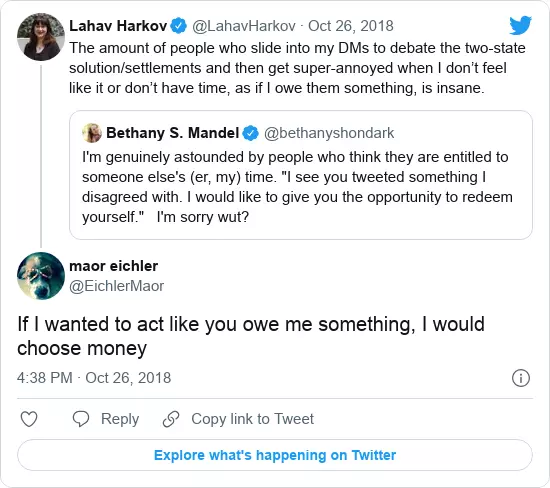 Lahav Harkov @LahavHarkov · Oct 26, 2018
The amount of people who slide into my DMs to debate the two-state
solution/settlements and then get super-annoyed when I don’t feel
like it or don’t have time, as if I owe them something, is insane.
Bethany S. Mandel @bethanyshondark
I'm genuinely astounded by people who think they are entitled to
someone else's (er, my) time. "I see you tweeted something I
disagreed with. I would like to give you the opportunity to redeem
yourself."   I'm sorry wut?
maor eichler
@EichlerMaor
If I wanted to act like you owe me something, I would
choose money
4:38 PM · Oct 26, 2018
Reply Copy link to Tweet
Explore what's happening on Twitter